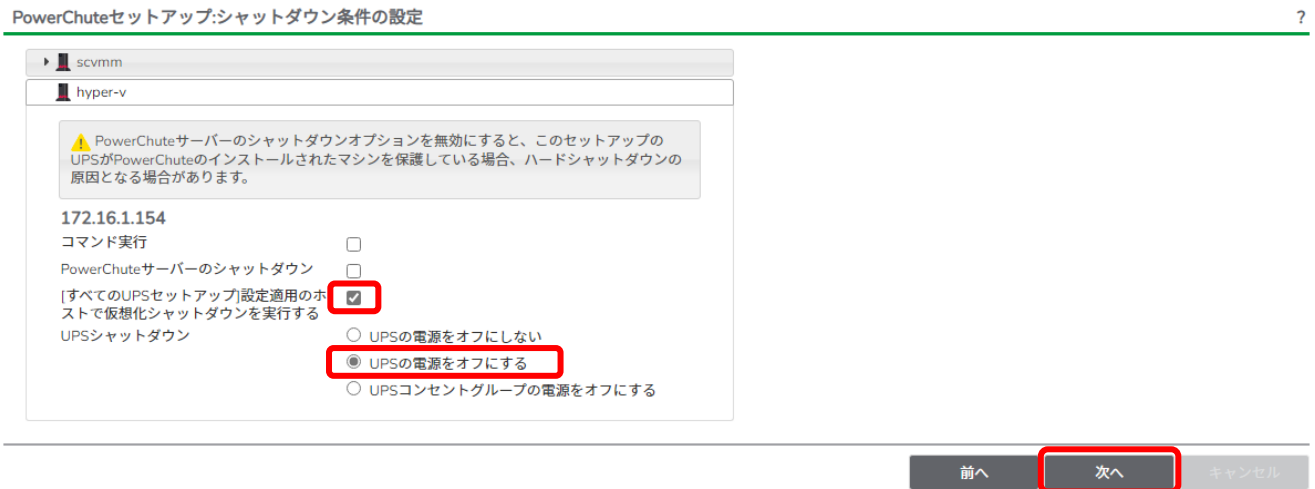 PowerChuteセットアップ:シャットダウン条件の設定
?
scvmm
hyper-v
PowerChuteサーバーのシャットダウンオプションを無効にすると、このセットアップの
UPSがPowerChuteのインストールされたマシンを保護している場合、ハードシャットダウンの
原因となる場合があります。
172.16.1.154
コマンド実行
PowerChuteサーバーのシャットダウン
[すべてのUPSセットアップ]設定適用のホ
ストで仮想化シャットダウンを実行する
UPSシャットダウン
UPSの電源をオフにしない
UPSの電源をオフにする
UPSコンセントグループの電源をオフにする
前へ
次へ
キャンセル